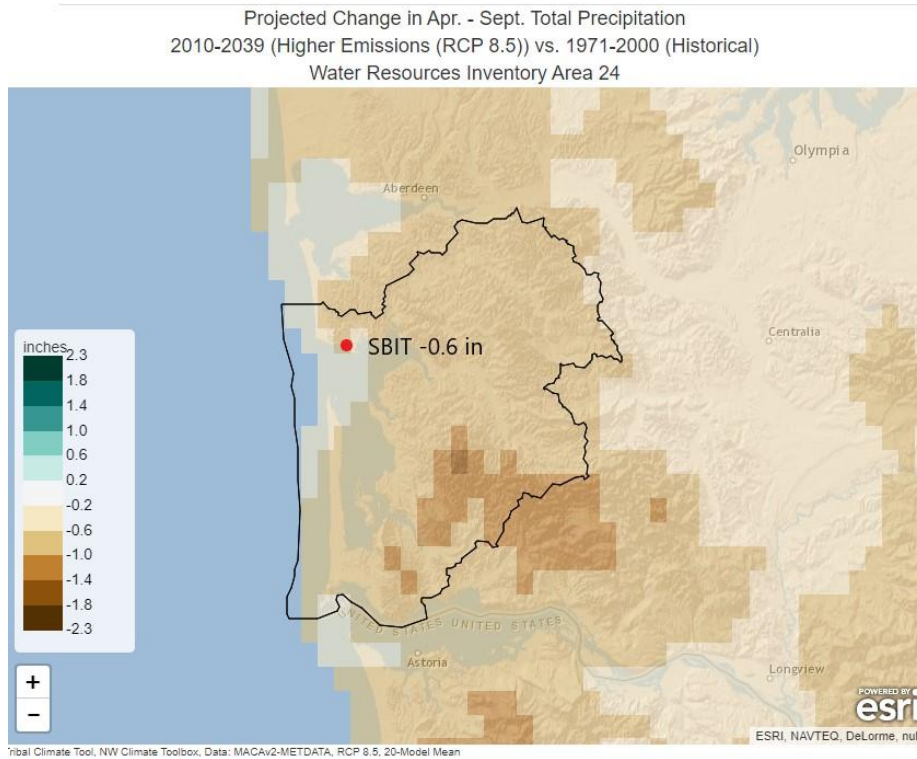 Projected Change in Apr. - Sept. Total Precipitation
2010-2039 (Higher Emissions (RCP 8.5)) vs. 1971-2000 (Historical)
Water Resources Inventory Area 24
Olympia
Aberdeen
Centralia
SBIT -0.6 in
inches
2.3
1.8
1.4
1.0
0.6
0.2
-0.2
-0.6
-1.0
-1.4
-1.8
-2.3
UNITED STATES UNITED STATES
Astoria
Longview
+
−
POWERED BY
esri
ESRI, NAVTEQ, DeLorme, nul
Tribal Climate Tool, NW Climate Toolbox, Data: MACAv2-METDATA, RCP 8.5, 20-Model Mean